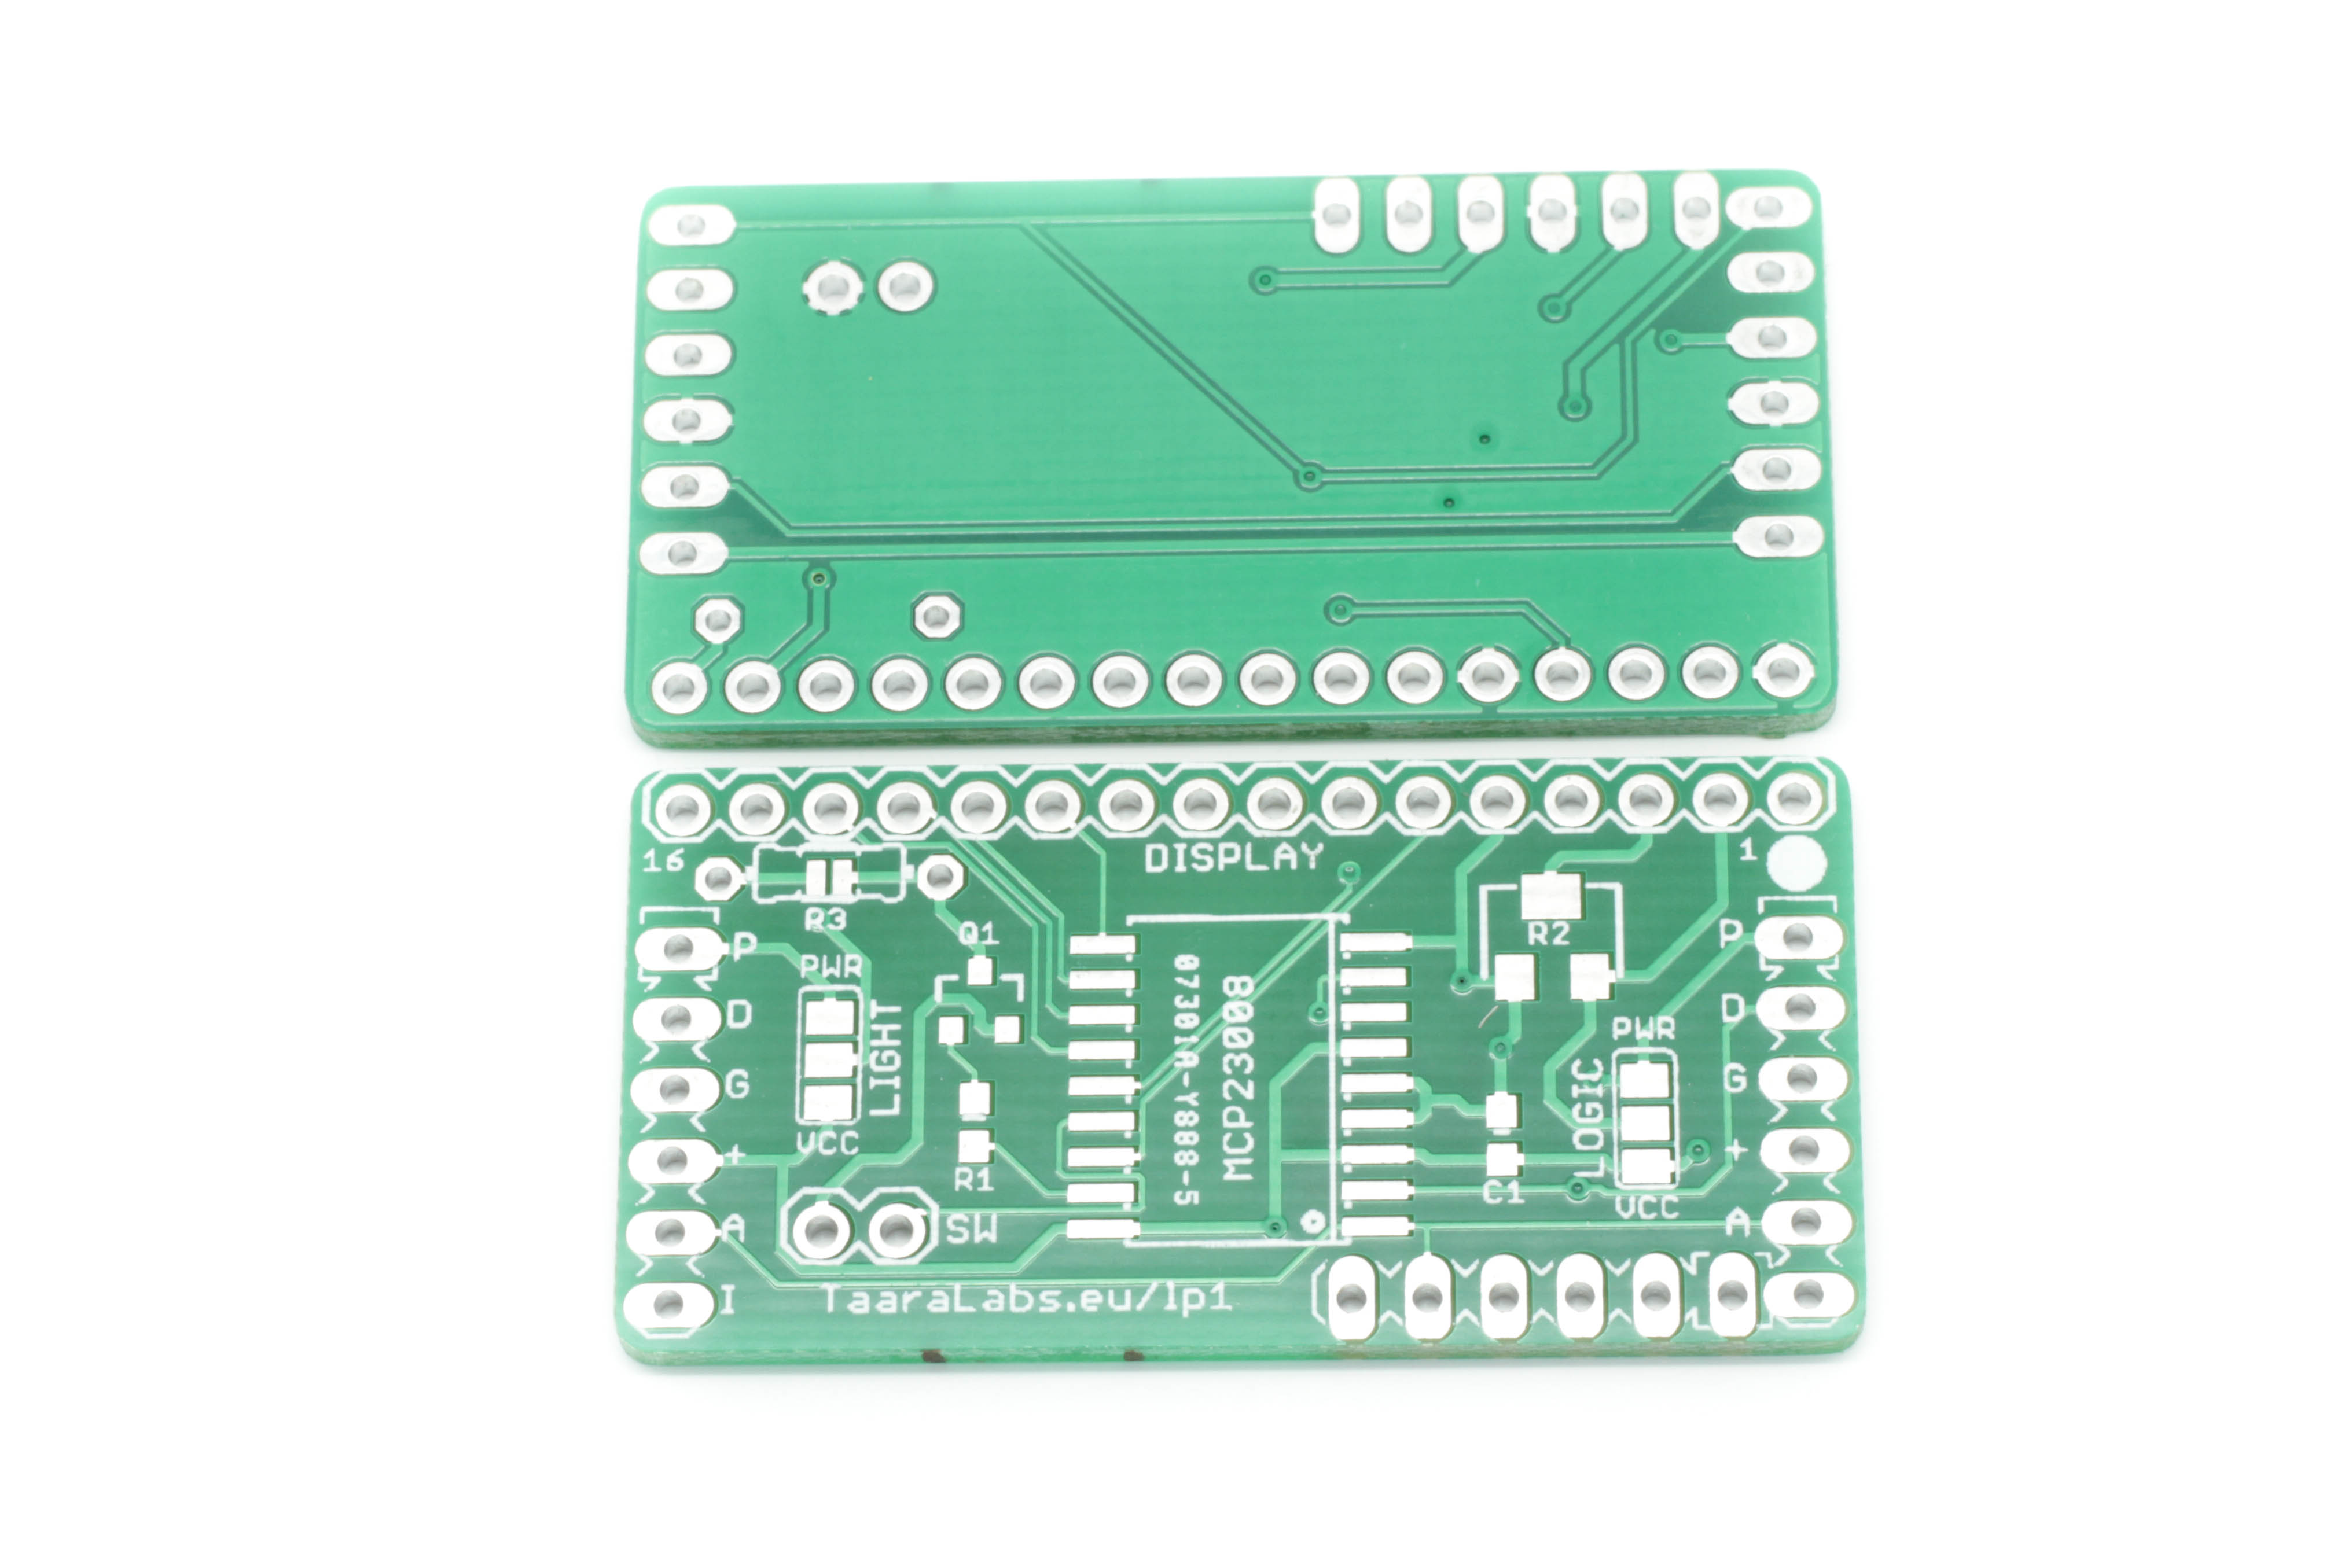 DISPLAY
16
1
R3
Q1
R2
P
PWR
LIGHT
VCC
D
G
+
A
I
R1
SW
073301A-Y888-5
MCP23008
P
D
PWR
LOGIC
VCC
G
+
A
C1
TaaraLabs.eu/lp1